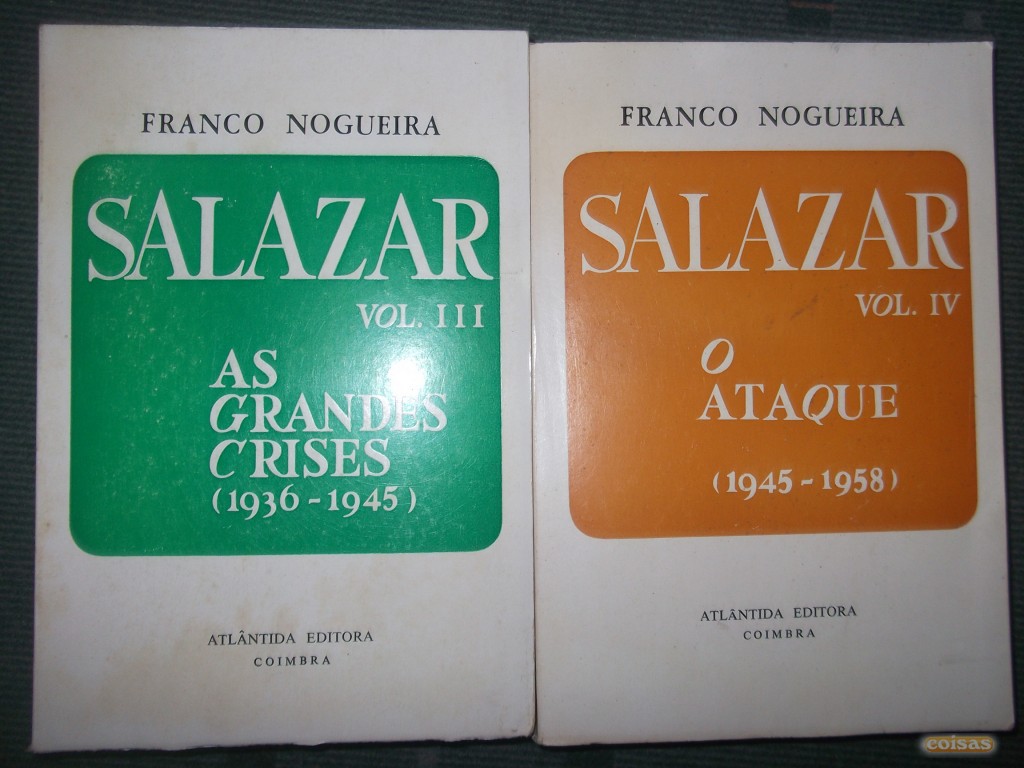 FRANCO NOGUEIRA
SALAZAR
VOL. III
AS
GRANDES
CRISES
(1936-1945)
ATLÂNTIDA EDITORA
COIMBRA
FRANCO NOGUEIRA
SALAZAR
VOL. IV
O
ATAQUE
(1945-1958)
ATLÂNTIDA EDITORA
COIMBRA
coisas